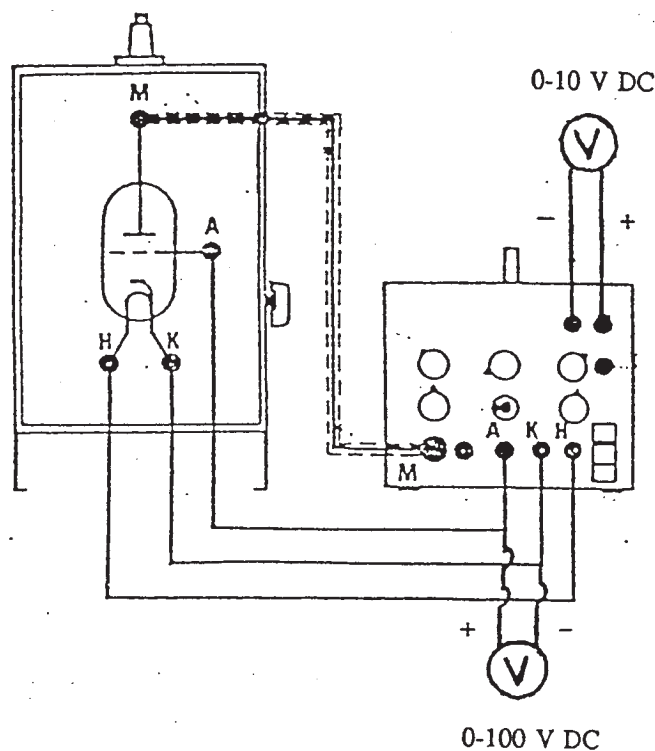 M
0-10 V DC
V
− +
A
H K
A K H
M
+ −
V
0-100 V DC